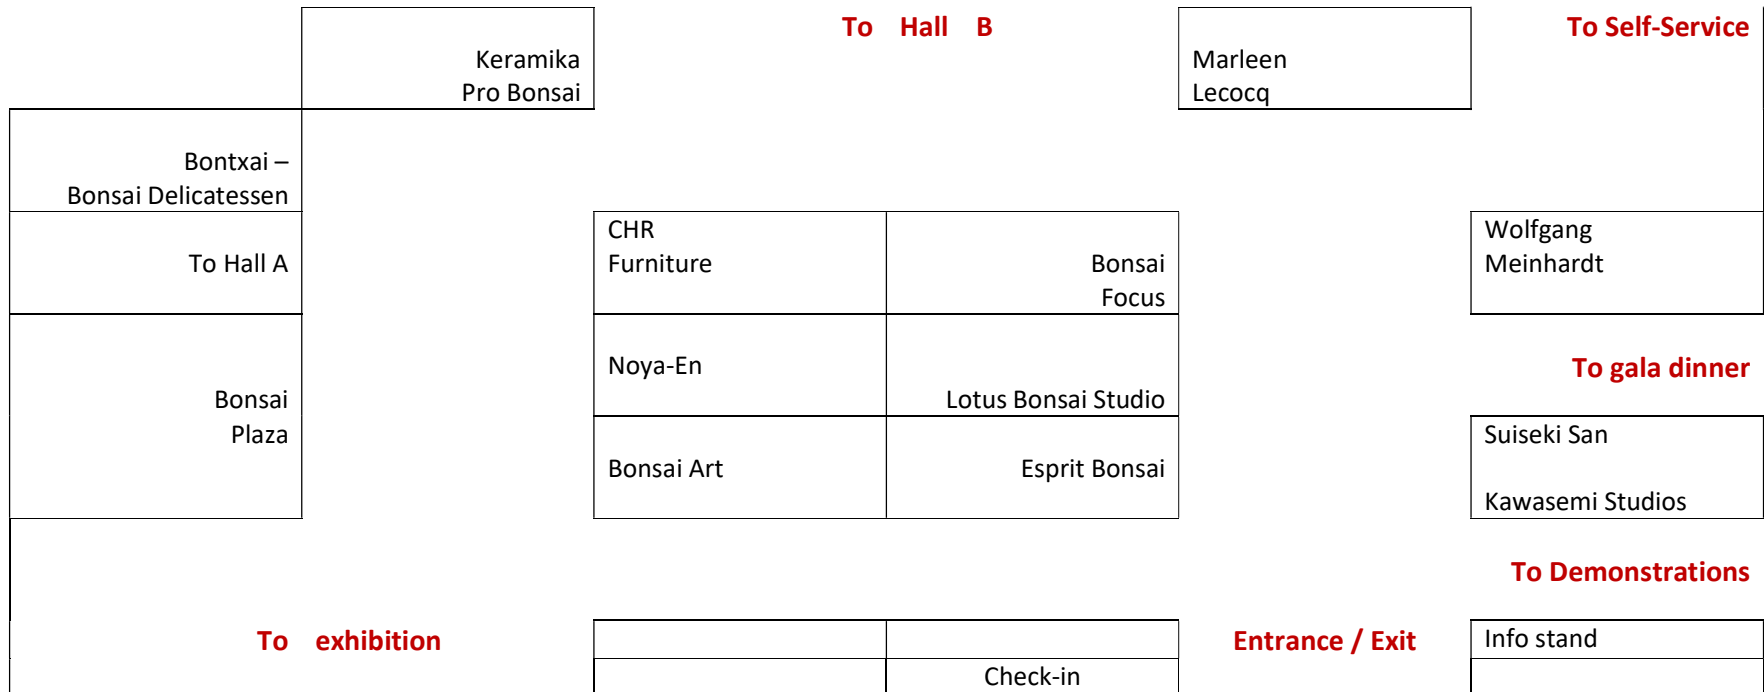 To Hall B
To Self-Service
Keramika
Pro Bonsai
Marleen
Lecocq
Bontxai –
Bonsai Delicatessen
To Hall A
CHR
Furniture
Bonsai
Focus
Wolfgang
Meinhardt
Bonsai
Plaza
Noya-En
Lotus Bonsai Studio
To gala dinner
Bonsai Art
Esprit Bonsai
Suiseki San
Kawasemi Studios
To Demonstrations
To exhibition
Entrance / Exit
Info stand
Check-in